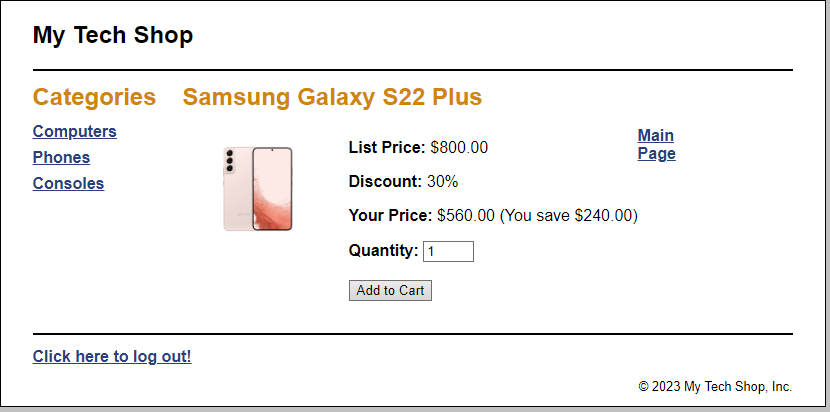 My Tech Shop
Categories
Computers
Phones
Consoles
Samsung Galaxy S22 Plus
List Price: $800.00
Discount: 30%
Your Price: $560.00 (You save $240.00)
Quantity: 1
Add to Cart
Main
Page
Click here to log out!
© 2023 My Tech Shop, Inc.